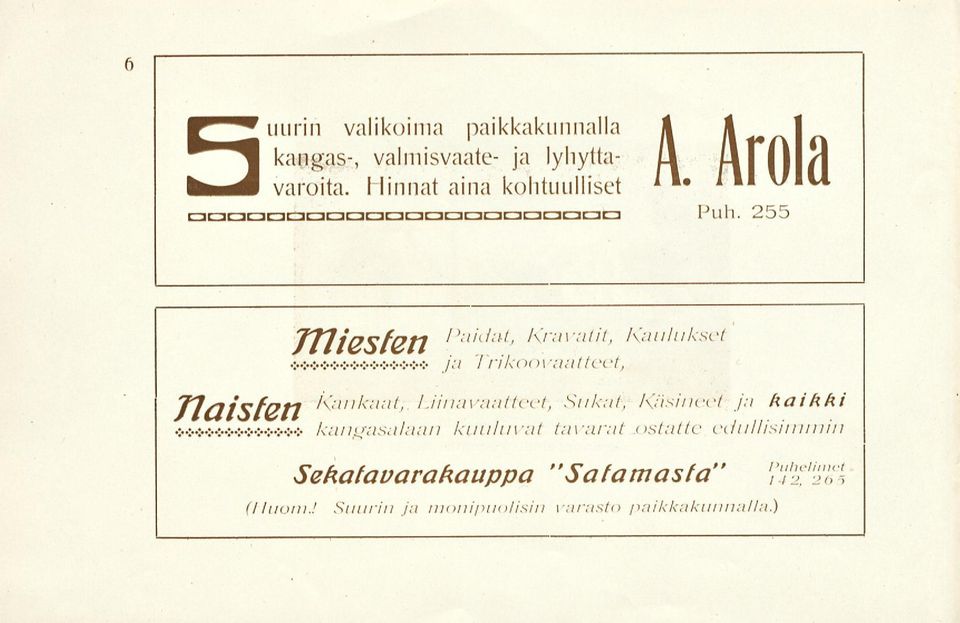 6
Suurin valikoima paikkakunnalla
kangas-, valmisvaate- ja lyhytta-
varoita. Hinnat aina kohtuulliset
A. Arola
Puh. 255
Miesten Paidat, Kravatit, Kaulukset
ja Trikoovaatteet,
Naisten Kankaat, Liinavaatteet, Sukat, Käsineet ja kaikki
kangasalaan kuuluvat tavarat ostatte edullisimmin
Sekatavarakauppa "Satamasta"
Puhelimet
142, 265
(Huom.! Suurin ja monipuolisin varasto paikkakunnalla.)